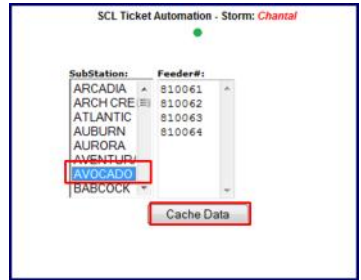 SCL Ticket Automation - Storm: Chantal
SubStation: Feeder#:
ARCADIA 810061
ARCH CRE 810062
ATLANTIC 810063
AUBURN 810064
AURORA
AVENTURA
AVOCADO
BABCOCK
Cache Data